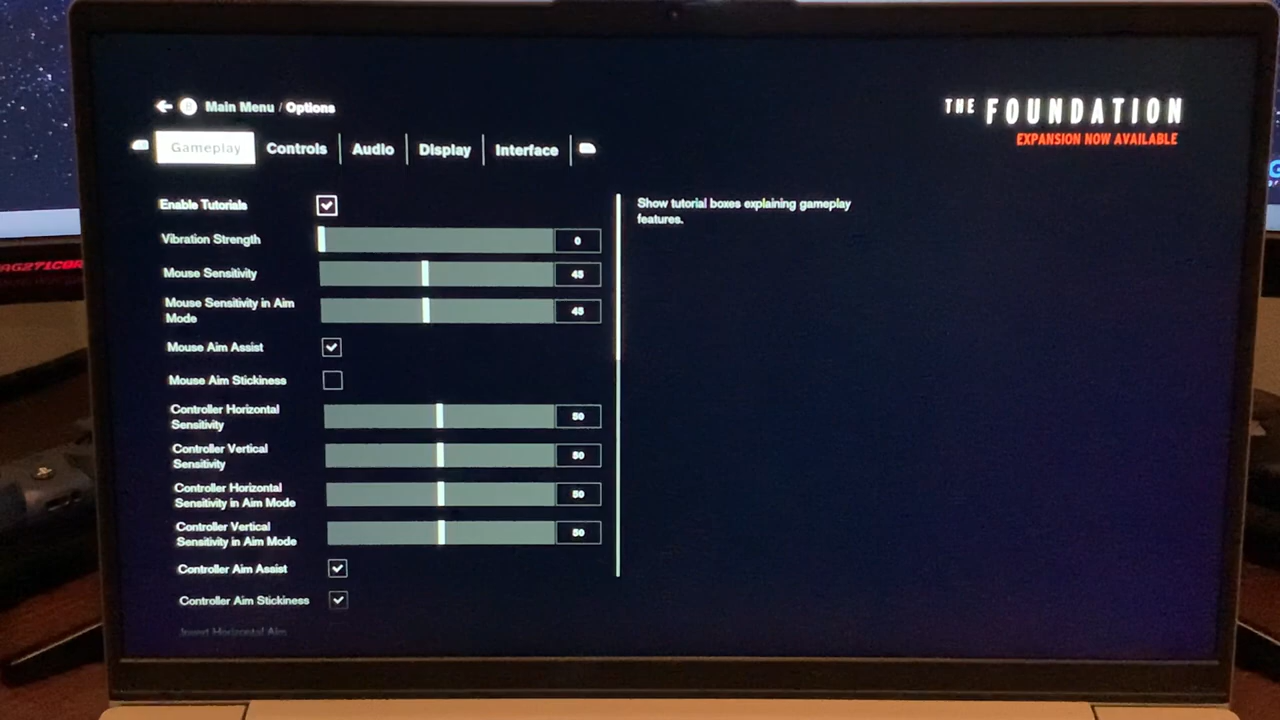 Main Menu / Options
THE FOUNDATION
EXPANSION NOW AVAILABLE
Gameplay Controls Audio Display Interface
Enable Tutorials
Show tutorial boxes explaining gameplay
features.
Vibration Strength 0
Mouse Sensitivity 45
Mouse Sensitivity in Aim
Mode 45
Mouse Aim Assist
Mouse Aim Stickiness
Controller Horizontal
Sensitivity 50
Controller Vertical
Sensitivity 50
Controller Horizontal
Sensitivity in Aim Mode 50
Controller Vertical
Sensitivity in Aim Mode 50
Controller Aim Assist
Controller Aim Stickiness
Invert Horizontal Aim